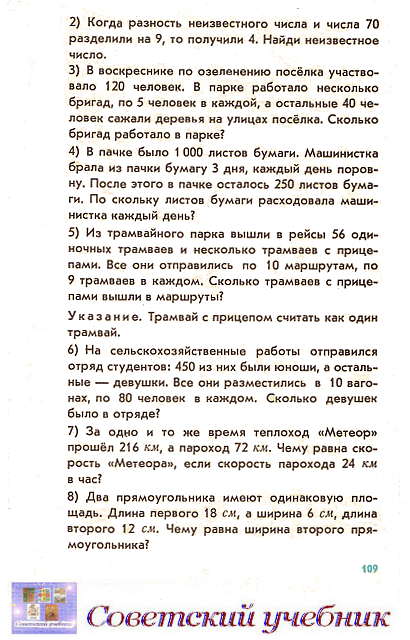 2) Когда разность неизвестного числа и числа 70
разделили на 9, то получили 4. Найди неизвестное
число.
3) В воскреснике по озеленению посёлка участво-
вало 120 человек. В парке работало несколько
бригад, по 5 человек в каждой, а остальные 40 че-
ловек сажали деревья на улицах посёлка. Сколько
бригад работало в парке?
4) В пачке было 1 000 листов бумаги. Машинистка
брала из пачки бумагу 3 дня, каждый день поров-
ну. После этого в пачке осталось 250 листов бума-
ги. По скольку листов бумаги расходовала маши-
нистка каждый день?
5) Из трамвайного парка вышли в рейсы 56 оди-
ночных трамваев и несколько трамваев с прице-
пами. Все они отправились по 10 маршрутам, по
9 трамваев в каждом. Сколько трамваев с прице-
пами вышли в маршруты?
Указание. Трамвай с прицепом считать как один
трамвай.
6) На сельскохозяйственные работы отправился
отряд студентов: 450 из них были юноши, а осталь-
ные — девушки. Все они разместились в 10 ваго-
нах, по 80 человек в каждом. Сколько девушек
было в отряде?
7) За одно и то же время теплоход «Метеор»
прошёл 216 км, а пароход 72 км. Чему равна ско-
рость «Метеора», если скорость парохода 24 км
в час?
8) Два прямоугольника имеют одинаковую пло-
щадь. Длина первого 18 см, а ширина 6 см, длина
второго 12 см. Чему равна ширина второго пря-
моугольника?
109
Советский учебник